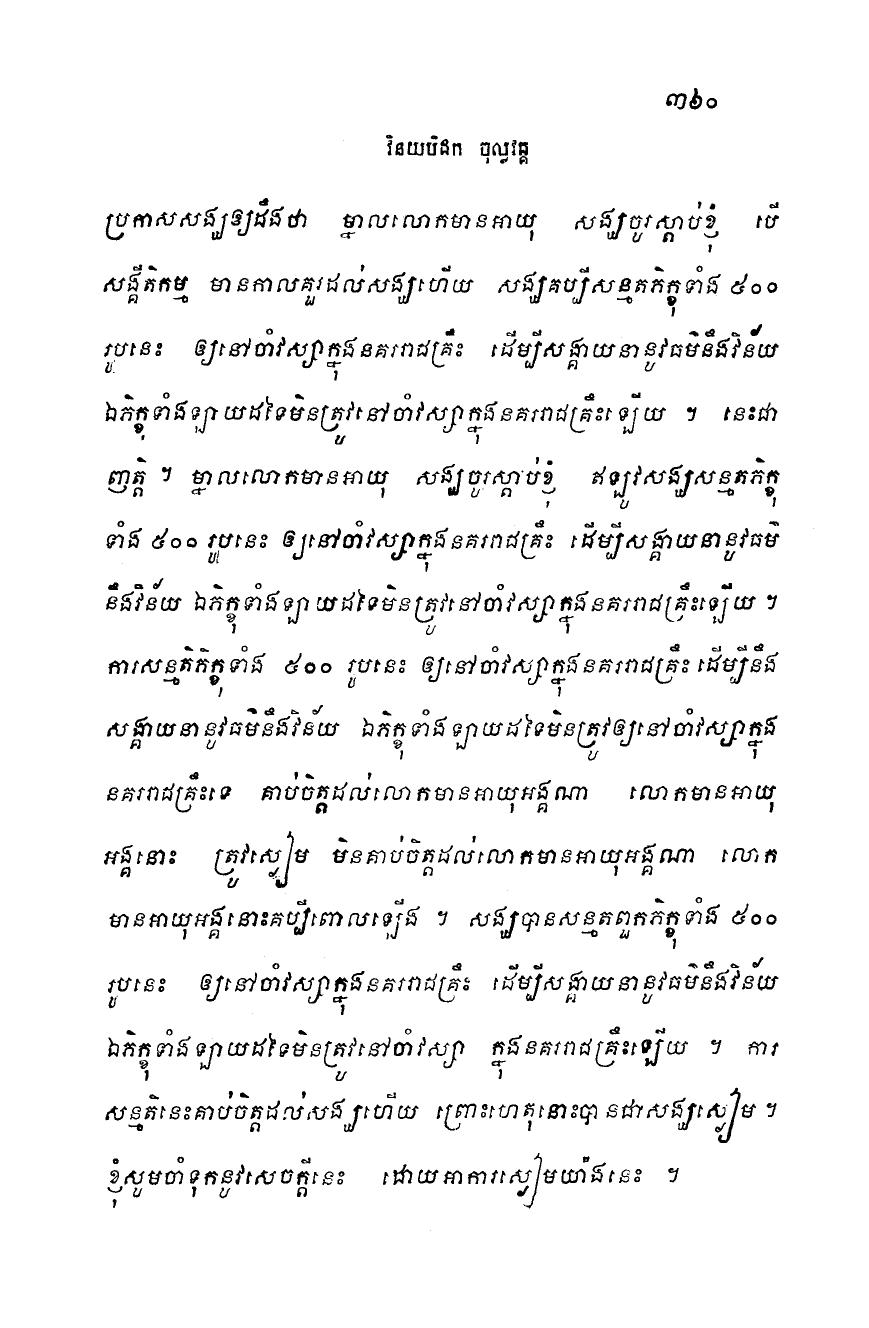 ៣៦០
វិនយបិដក ចុល្លវគ្គ
ប្រកាសសង្ឃឲ្យដឹងថា ម្នាលលោកមានអាយុ សង្ឃចូរស្តាប់ខ្ញុំ បើ
សង្គីតិកម្ម មានកាលគួរដល់សង្ឃហើយ សង្ឃគប្បីសន្មតភិក្ខុទាំង ៥០០
រូបនេះ ឲ្យនៅចាំវស្សាក្នុងនគររាជគ្រឹះ ដើម្បីសង្គាយនានូវធម៌នឹងវិន័យ
ឯភិក្ខុទាំងឡាយដទៃមិនត្រូវនៅចាំវស្សាក្នុងនគររាជគ្រឹះឡើយ ។ នេះជា
ញត្តិ ។ ម្នាលលោកមានអាយុ សង្ឃចូរស្តាប់ខ្ញុំ ឥឡូវសង្ឃសន្មតភិក្ខុ
ទាំង ៥០០ រូបនេះ ឲ្យនៅចាំវស្សាក្នុងនគររាជគ្រឹះ ដើម្បីសង្គាយនានូវធម៌
នឹងវិន័យ ឯភិក្ខុទាំងឡាយដទៃមិនត្រូវនៅចាំវស្សាក្នុងនគររាជគ្រឹះឡើយ ។
ការសន្មតិភិក្ខុទាំង ៥០០ រូបនេះ ឲ្យនៅចាំវស្សាក្នុងនគររាជគ្រឹះ ដើម្បីនឹង
សង្គាយនានូវធម៌នឹងវិន័យ ឯភិក្ខុទាំងឡាយដទៃមិនត្រូវឲ្យនៅចាំវស្សាក្នុង
នគររាជគ្រឹះទេ គាប់ចិត្តដល់លោកមានអាយុអង្គណា លោកមានអាយុ
អង្គនោះ ត្រូវស្ងៀម មិនគាប់ចិត្តដល់លោកមានអាយុអង្គណា លោក
មានអាយុអង្គនោះគប្បីពោលឡើង ។ សង្ឃបានសន្មតពួកភិក្ខុទាំង ៥០០
រូបនេះ ឲ្យនៅចាំវស្សាក្នុងនគររាជគ្រឹះ ដើម្បីសង្គាយនានូវធម៌នឹងវិន័យ
ឯភិក្ខុទាំងឡាយដទៃមិនត្រូវនៅចាំវស្សា ក្នុងនគររាជគ្រឹះឡើយ ។ ការ
សន្មតិនេះគាប់ចិត្តដល់សង្ឃហើយ ព្រោះហេតុនោះបានជាសង្ឃស្ងៀម ។
ខ្ញុំសូមចាំទុកនូវសេចក្តីនេះ ដោយអាការស្ងៀមយ៉ាងនេះ ។